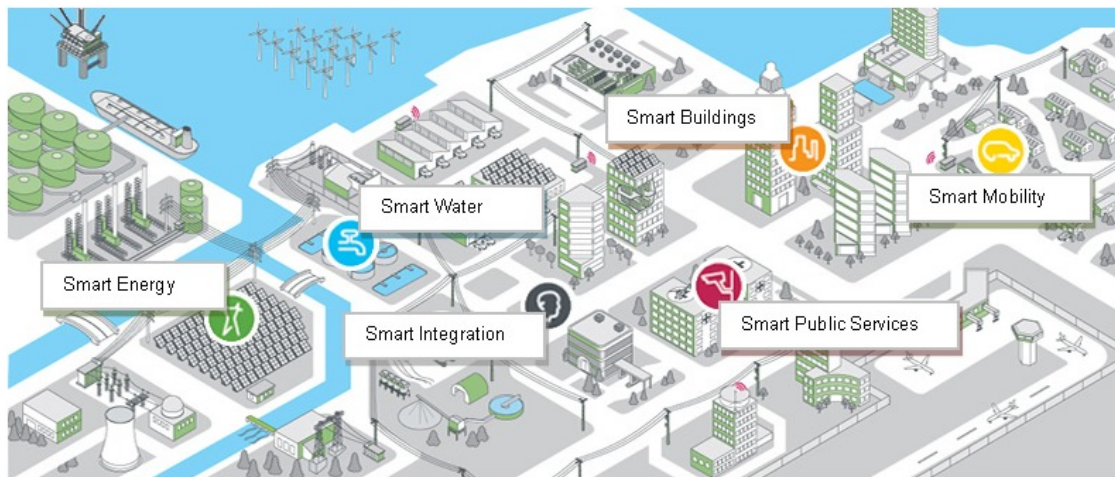 Smart Buildings
Smart Mobility
Smart Water
Smart Energy
Smart Integration
Smart Public Services